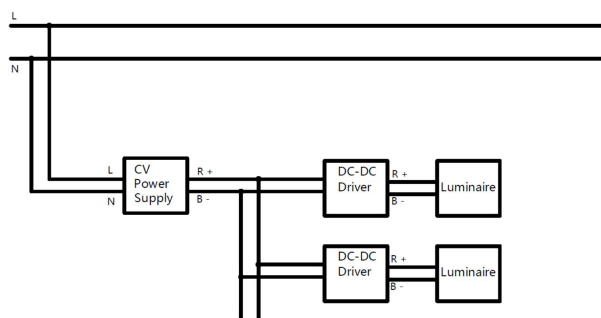 L
N
L
N
CV
Power
Supply
R +
B -
DC-DC
Driver
R +
B -
Luminaire
DC-DC
Driver
R +
B -
Luminaire